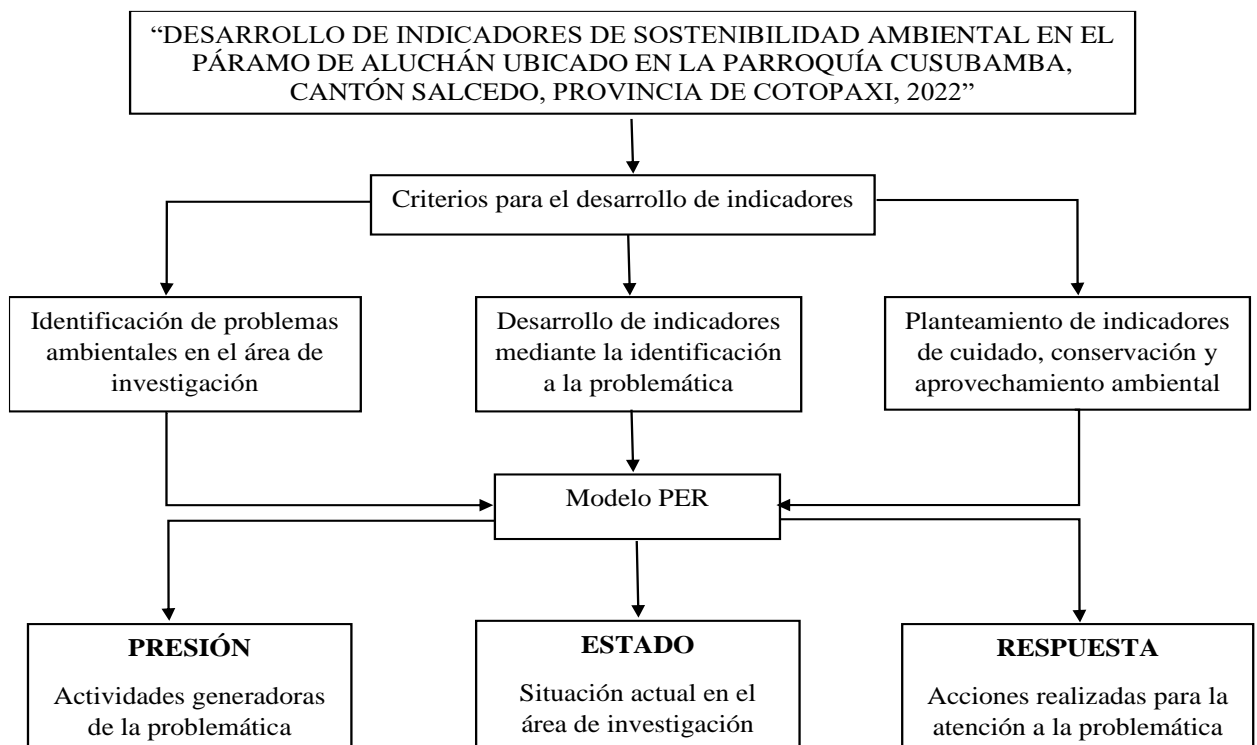 “DESARROLLO DE INDICADORES DE SOSTENIBILIDAD AMBIENTAL EN EL
PÁRAMO DE ALUCHÁN UBICADO EN LA PARROQUÍA CUSUBAMBA,
CANTÓN SALCEDO, PROVINCIA DE COTOPAXI, 2022”
Criterios para el desarrollo de indicadores
Identificación de problemas
ambientales en el área de
investigación
Desarrollo de indicadores
mediante la identificación
a la problemática
Planteamiento de indicadores
de cuidado, conservación y
aprovechamiento ambiental
Modelo PER
PRESIÓN
Actividades generadoras
de la problemática
ESTADO
Situación actual en el
área de investigación
RESPUESTA
Acciones realizadas para la
atención a la problemática